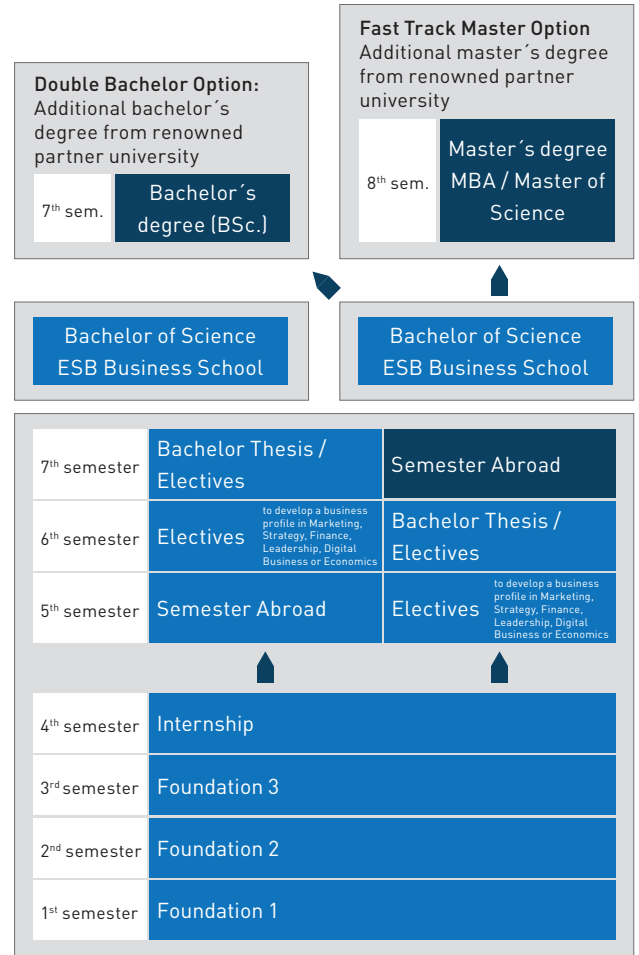 Double Bachelor Option:
Additional bachelor´s
degree from renowned
partner university
7th sem.
Bachelor´s
degree (BSc.)
Fast Track Master Option
Additional master´s degree
from renowned partner
university
8th sem.
Master´s degree
MBA / Master of
Science
Bachelor of Science
ESB Business School
Bachelor of Science
ESB Business School
7th semester
Bachelor Thesis /
Electives
Semester Abroad
6th semester
Electives
to develop a business
profile in Marketing,
Strategy, Finance,
Leadership, Digital
Business or Economics
Bachelor Thesis /
Electives
5th semester
Semester Abroad
Electives
to develop a business
profile in Marketing,
Strategy, Finance,
Leadership, Digital
Business or Economics
4th semester
Internship
3rd semester
Foundation 3
2nd semester
Foundation 2
1st semester
Foundation 1